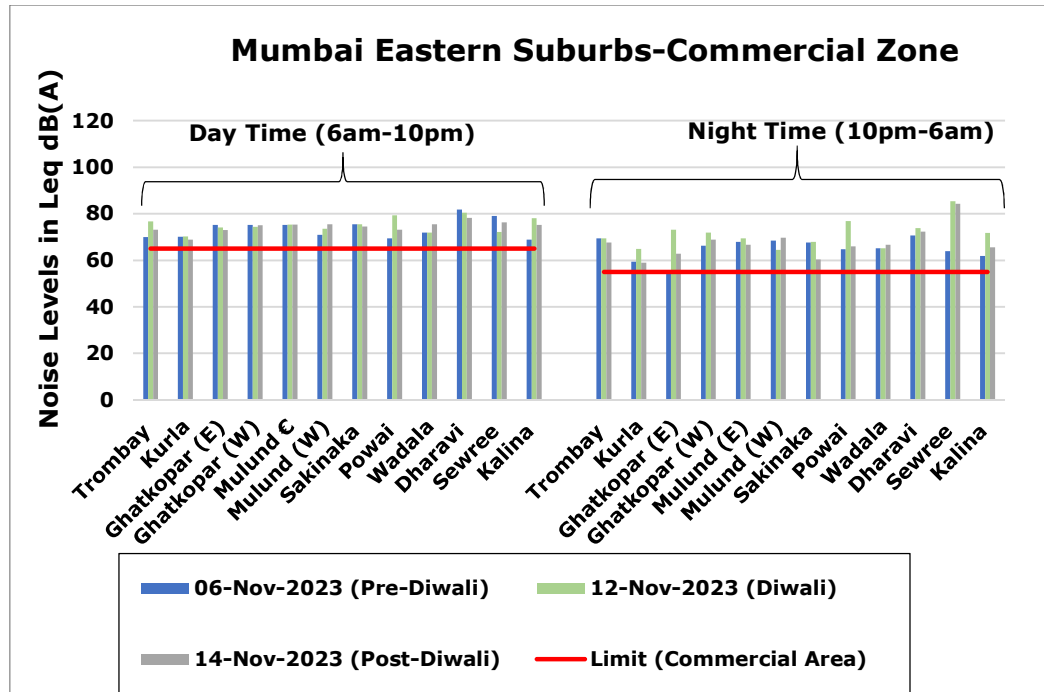 Mumbai Eastern Suburbs-Commercial Zone
Noise Levels in Leq dB(A)
120
100
80
60
40
20
0
Day Time (6am-10pm)
Night Time (10pm-6am)
Trombay
Kurla
Ghatkopar (E)
Ghatkopar (W)
Mulund €
Mulund (W)
Sakinaka
Powai
Wadala
Dharavi
Sewree
Kalina
Trombay
Kurla
Ghatkopar (E)
Ghatkopar (W)
Mulund (E)
Mulund (W)
Sakinaka
Powai
Wadala
Dharavi
Sewree
Kalina
06-Nov-2023 (Pre-Diwali)
12-Nov-2023 (Diwali)
14-Nov-2023 (Post-Diwali)
Limit (Commercial Area)